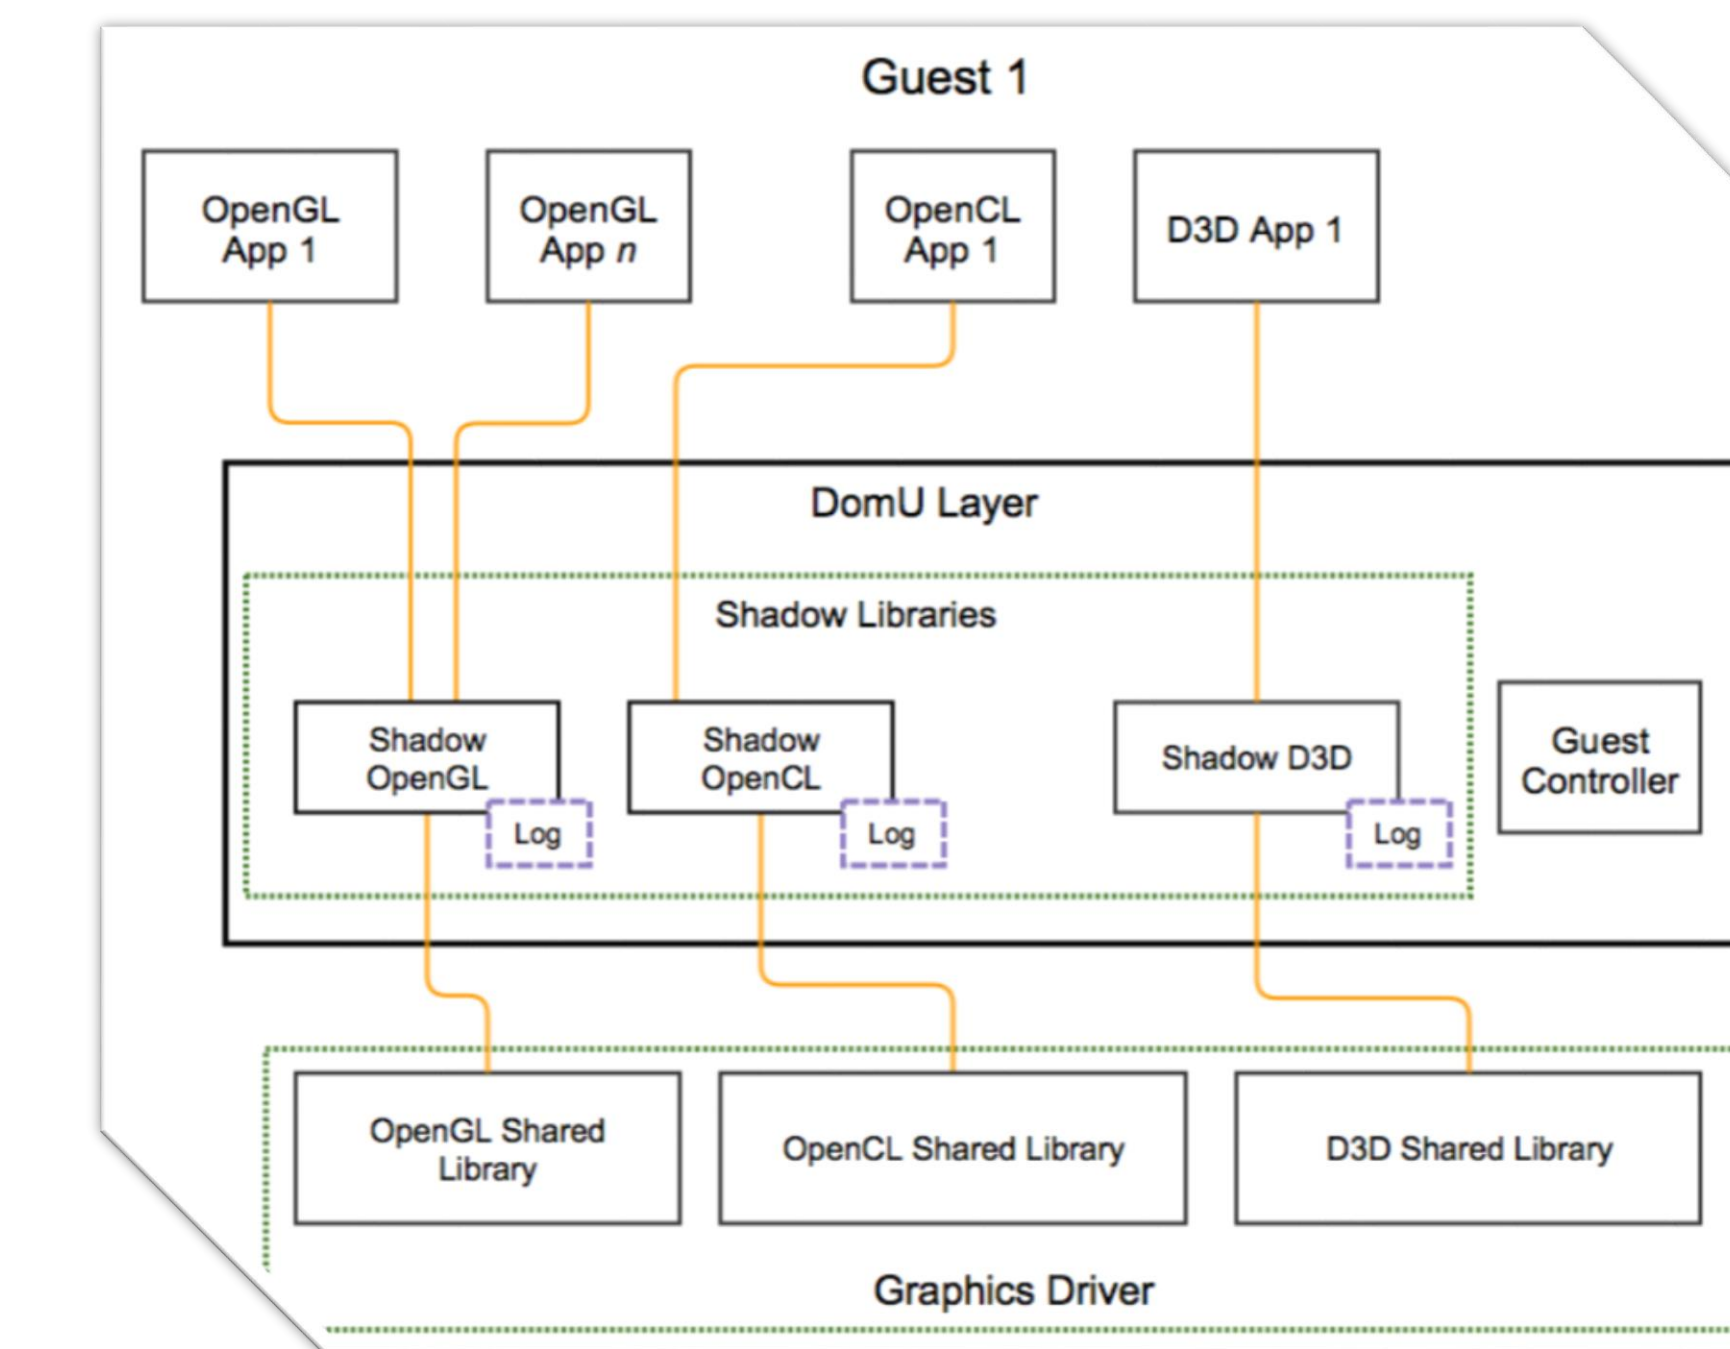 Guest 1
OpenGL
App 1
OpenGL
App n
OpenCL
App 1
D3D App 1
DomU Layer
Shadow Libraries
Shadow
OpenGL
Log
Shadow
OpenCL
Log
Shadow D3D
Log
Guest
Controller
OpenGL Shared
Library
OpenCL Shared Library
D3D Shared Library
Graphics Driver